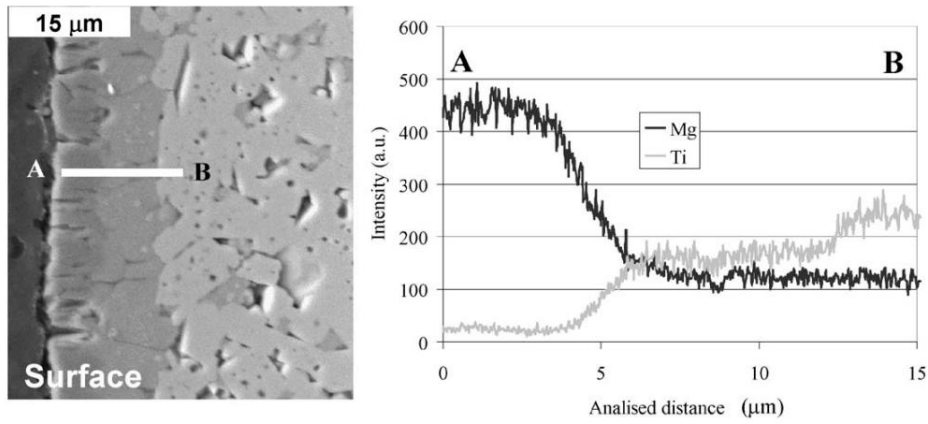 15 μm
A
B
Surface
600
500
400
300
200
100
0
Intensity (a.u.)
A
B
Mg
Ti
0
5
10
15
Analised distance (μm)